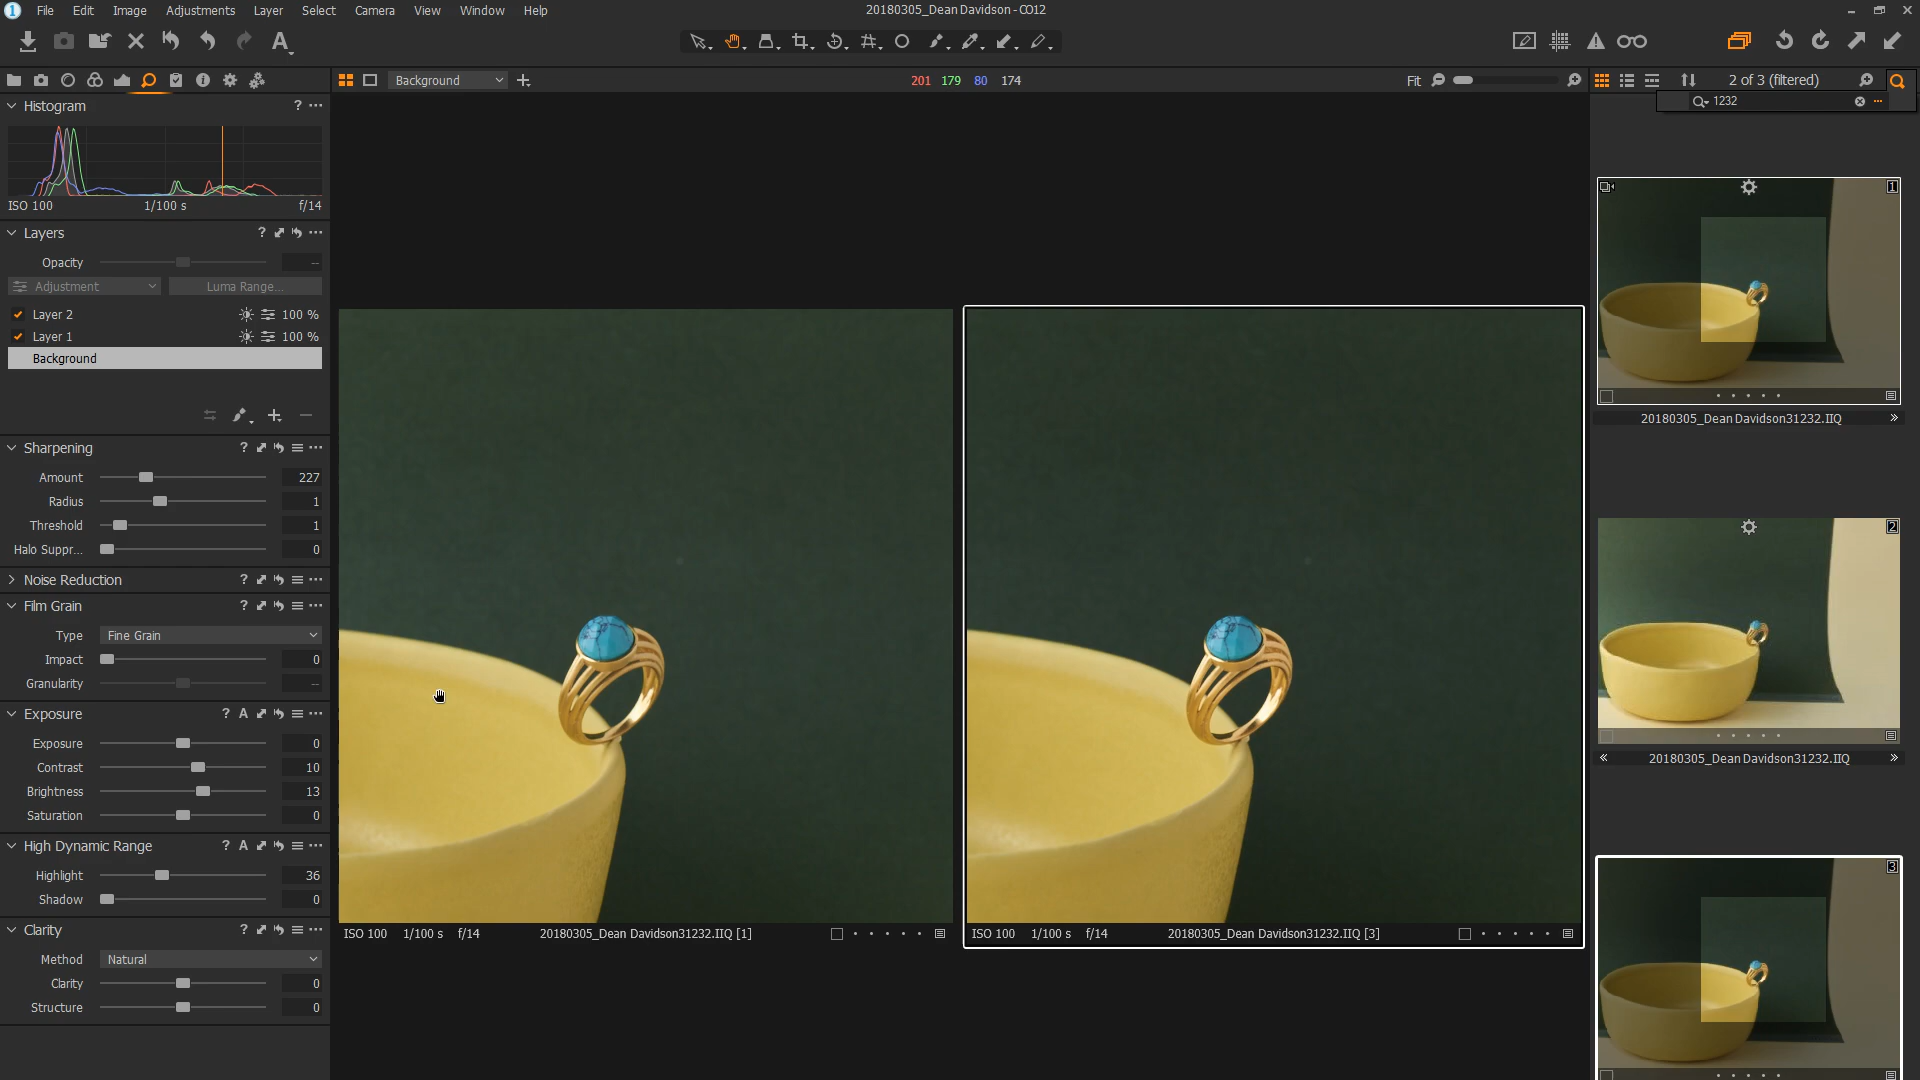 1 File Edit Image Adjustments Layer Select Camera View Window Help
20180305_Dean Davidson - CO12
A
Background
201 179 80 174
Fit
2 of 3 (filtered)
1232
Histogram ? ...
ISO 100 1/100 s f/14
Layers ? ...
Opacity --
Adjustment Luma Range...
Layer 2 100 %
Layer 1 100 %
Background
Sharpening ? ...
Amount 227
Radius 1
Threshold 1
Halo Suppr... 0
Noise Reduction ? ...
Film Grain ? ...
Type Fine Grain
Impact 0
Granularity --
Exposure ? A ...
Exposure 0
Contrast 10
Brightness 13
Saturation 0
High Dynamic Range ? A ...
Highlight 36
Shadow 0
Clarity ? ...
Method Natural
Clarity 0
Structure 0
ISO 100 1/100 s f/14 20180305_Dean Davidson31232.IIQ [1]
ISO 100 1/100 s f/14 20180305_Dean Davidson31232.IIQ [3]
1
20180305_Dean Davidson31232.IIQ »
2
« 20180305_Dean Davidson31232.IIQ »
3